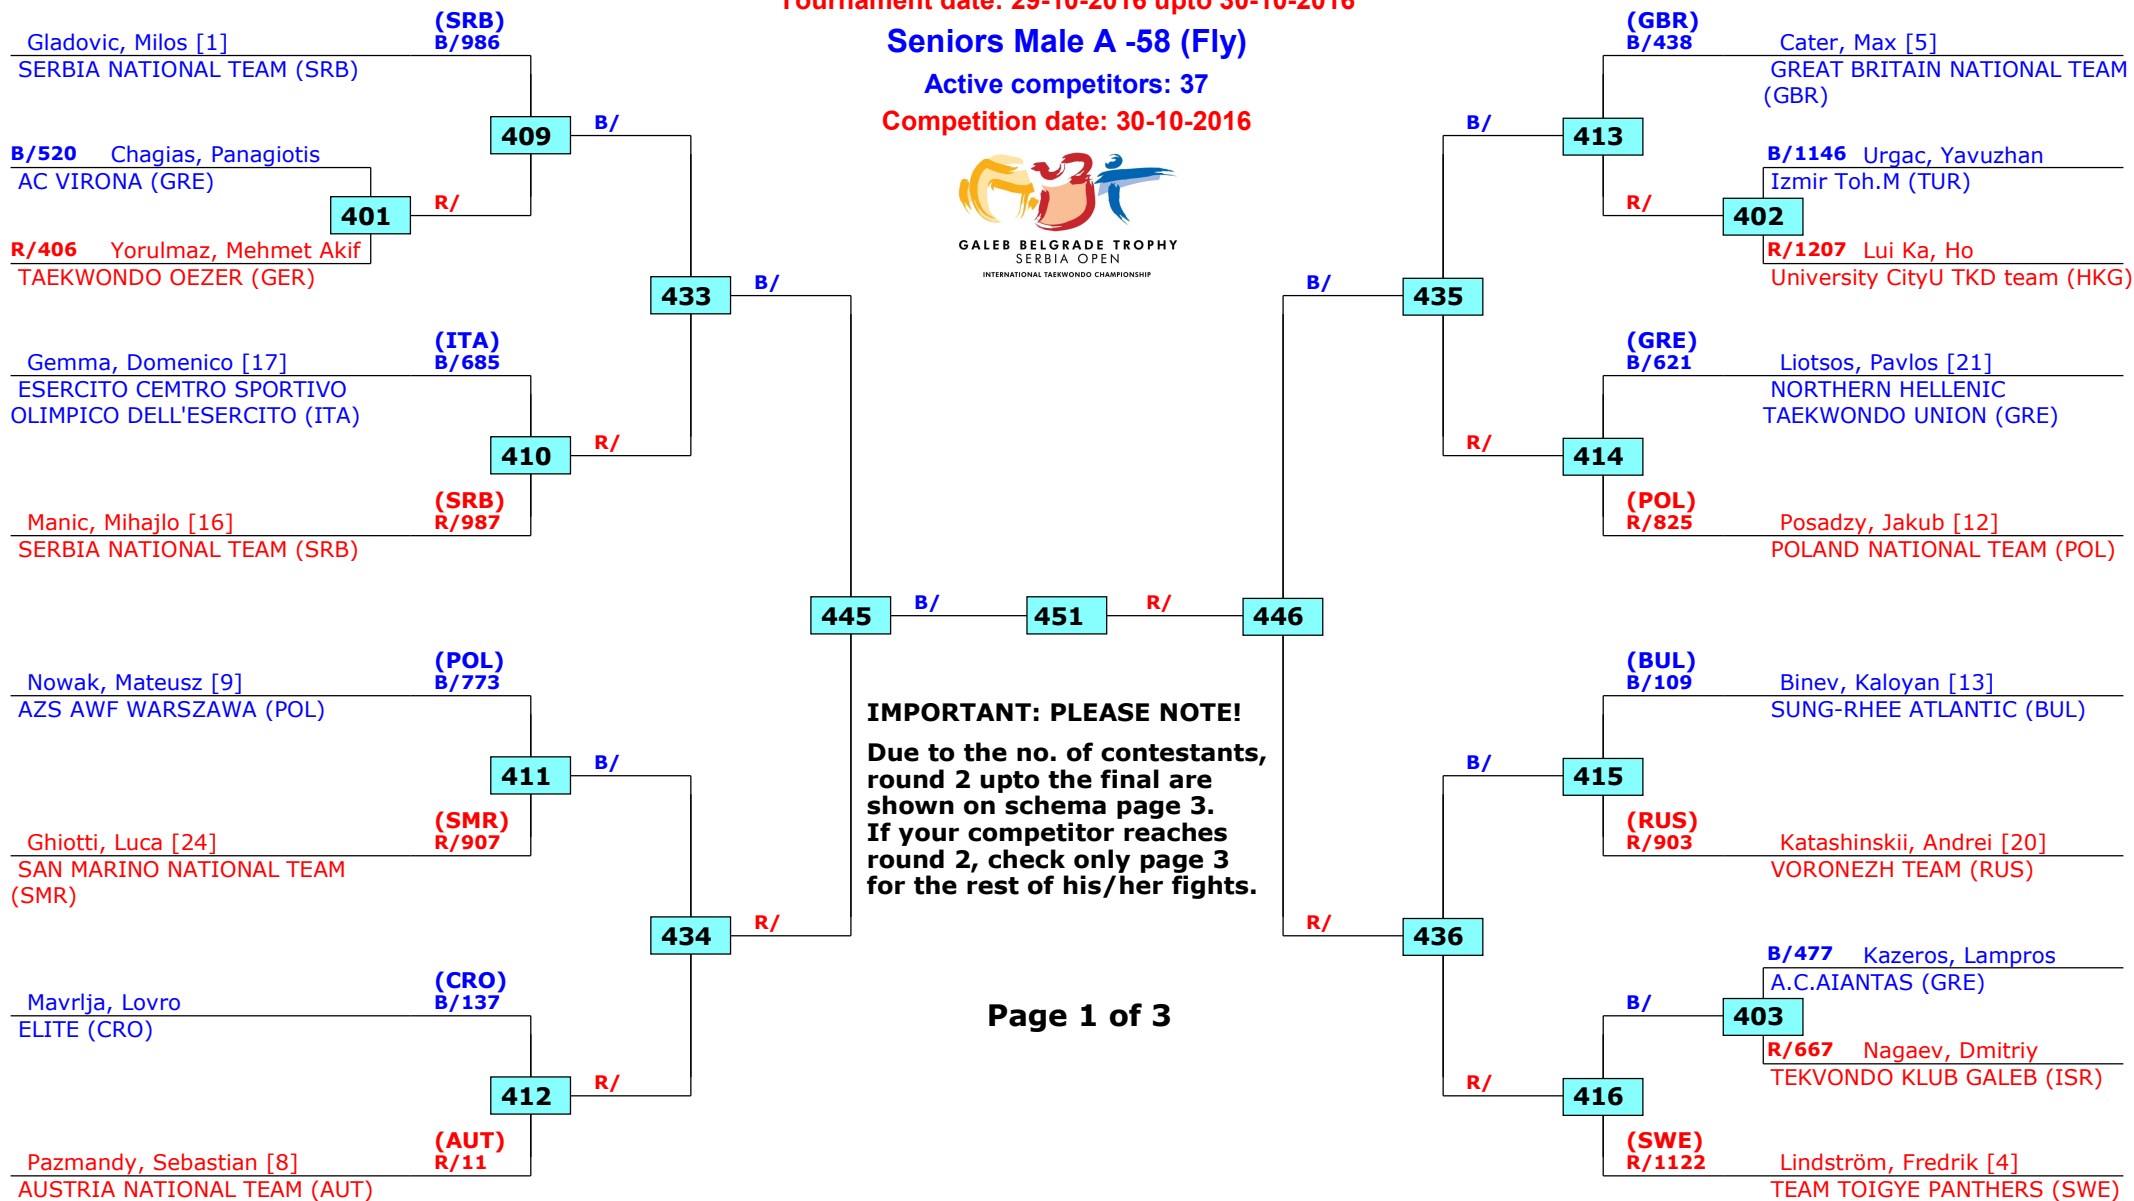 Tournament date: 29-10-2016 upto 30-10-2016
Seniors Male A -58 (Fly)
Active competitors: 37
Competition date: 30-10-2016
GALEB BELGRADE TROPHY
SERBIA OPEN
INTERNATIONAL TAEKWONDO CHAMPIONSHIP
(SRB)
Gladovic, Milos [1] B/986
SERBIA NATIONAL TEAM (SRB)
409 B/
B/520 Chagias, Panagiotis
AC VIRONA (GRE)
401 R/
R/406 Yorulmaz, Mehmet Akif
TAEKWONDO OEZER (GER)
433 B/
(ITA)
Gemma, Domenico [17] B/685
ESERCITO CEMTRO SPORTIVO
OLIMPICO DELL'ESERCITO (ITA)
410 R/
(SRB)
Manic, Mihajlo [16] R/987
SERBIA NATIONAL TEAM (SRB)
445 B/ 451 R/ 446
(POL)
Nowak, Mateusz [9] B/773
AZS AWF WARSZAWA (POL)
411 B/
(SMR)
Ghiotti, Luca [24] R/907
SAN MARINO NATIONAL TEAM
(SMR)
434 R/
(CRO)
Mavrlja, Lovro B/137
ELITE (CRO)
412 R/
(AUT)
Pazmandy, Sebastian [8] R/11
AUSTRIA NATIONAL TEAM (AUT)
IMPORTANT: PLEASE NOTE!
Due to the no. of contestants,
round 2 upto the final are
shown on schema page 3.
If your competitor reaches
round 2, check only page 3
for the rest of his/her fights.
Page 1 of 3
(GBR)
B/438 Cater, Max [5]
GREAT BRITAIN NATIONAL TEAM
(GBR)
B/ 413
B/1146 Urgac, Yavuzhan
Izmir Toh.M (TUR)
R/ 402
R/1207 Lui Ka, Ho
University CityU TKD team (HKG)
B/ 435
(GRE)
B/621 Liotsos, Pavlos [21]
NORTHERN HELLENIC
TAEKWONDO UNION (GRE)
R/ 414
(POL)
R/825 Posadzy, Jakub [12]
POLAND NATIONAL TEAM (POL)
(BUL)
B/109 Binev, Kaloyan [13]
SUNG-RHEE ATLANTIC (BUL)
B/ 415
(RUS)
R/903 Katashinskii, Andrei [20]
VORONEZH TEAM (RUS)
R/ 436
B/477 Kazeros, Lampros
A.C.AIANTAS (GRE)
B/ 403
R/667 Nagaev, Dmitriy
TEKVONDO KLUB GALEB (ISR)
R/ 416
(SWE)
R/1122 Lindström, Fredrik [4]
TEAM TOIGYE PANTHERS (SWE)